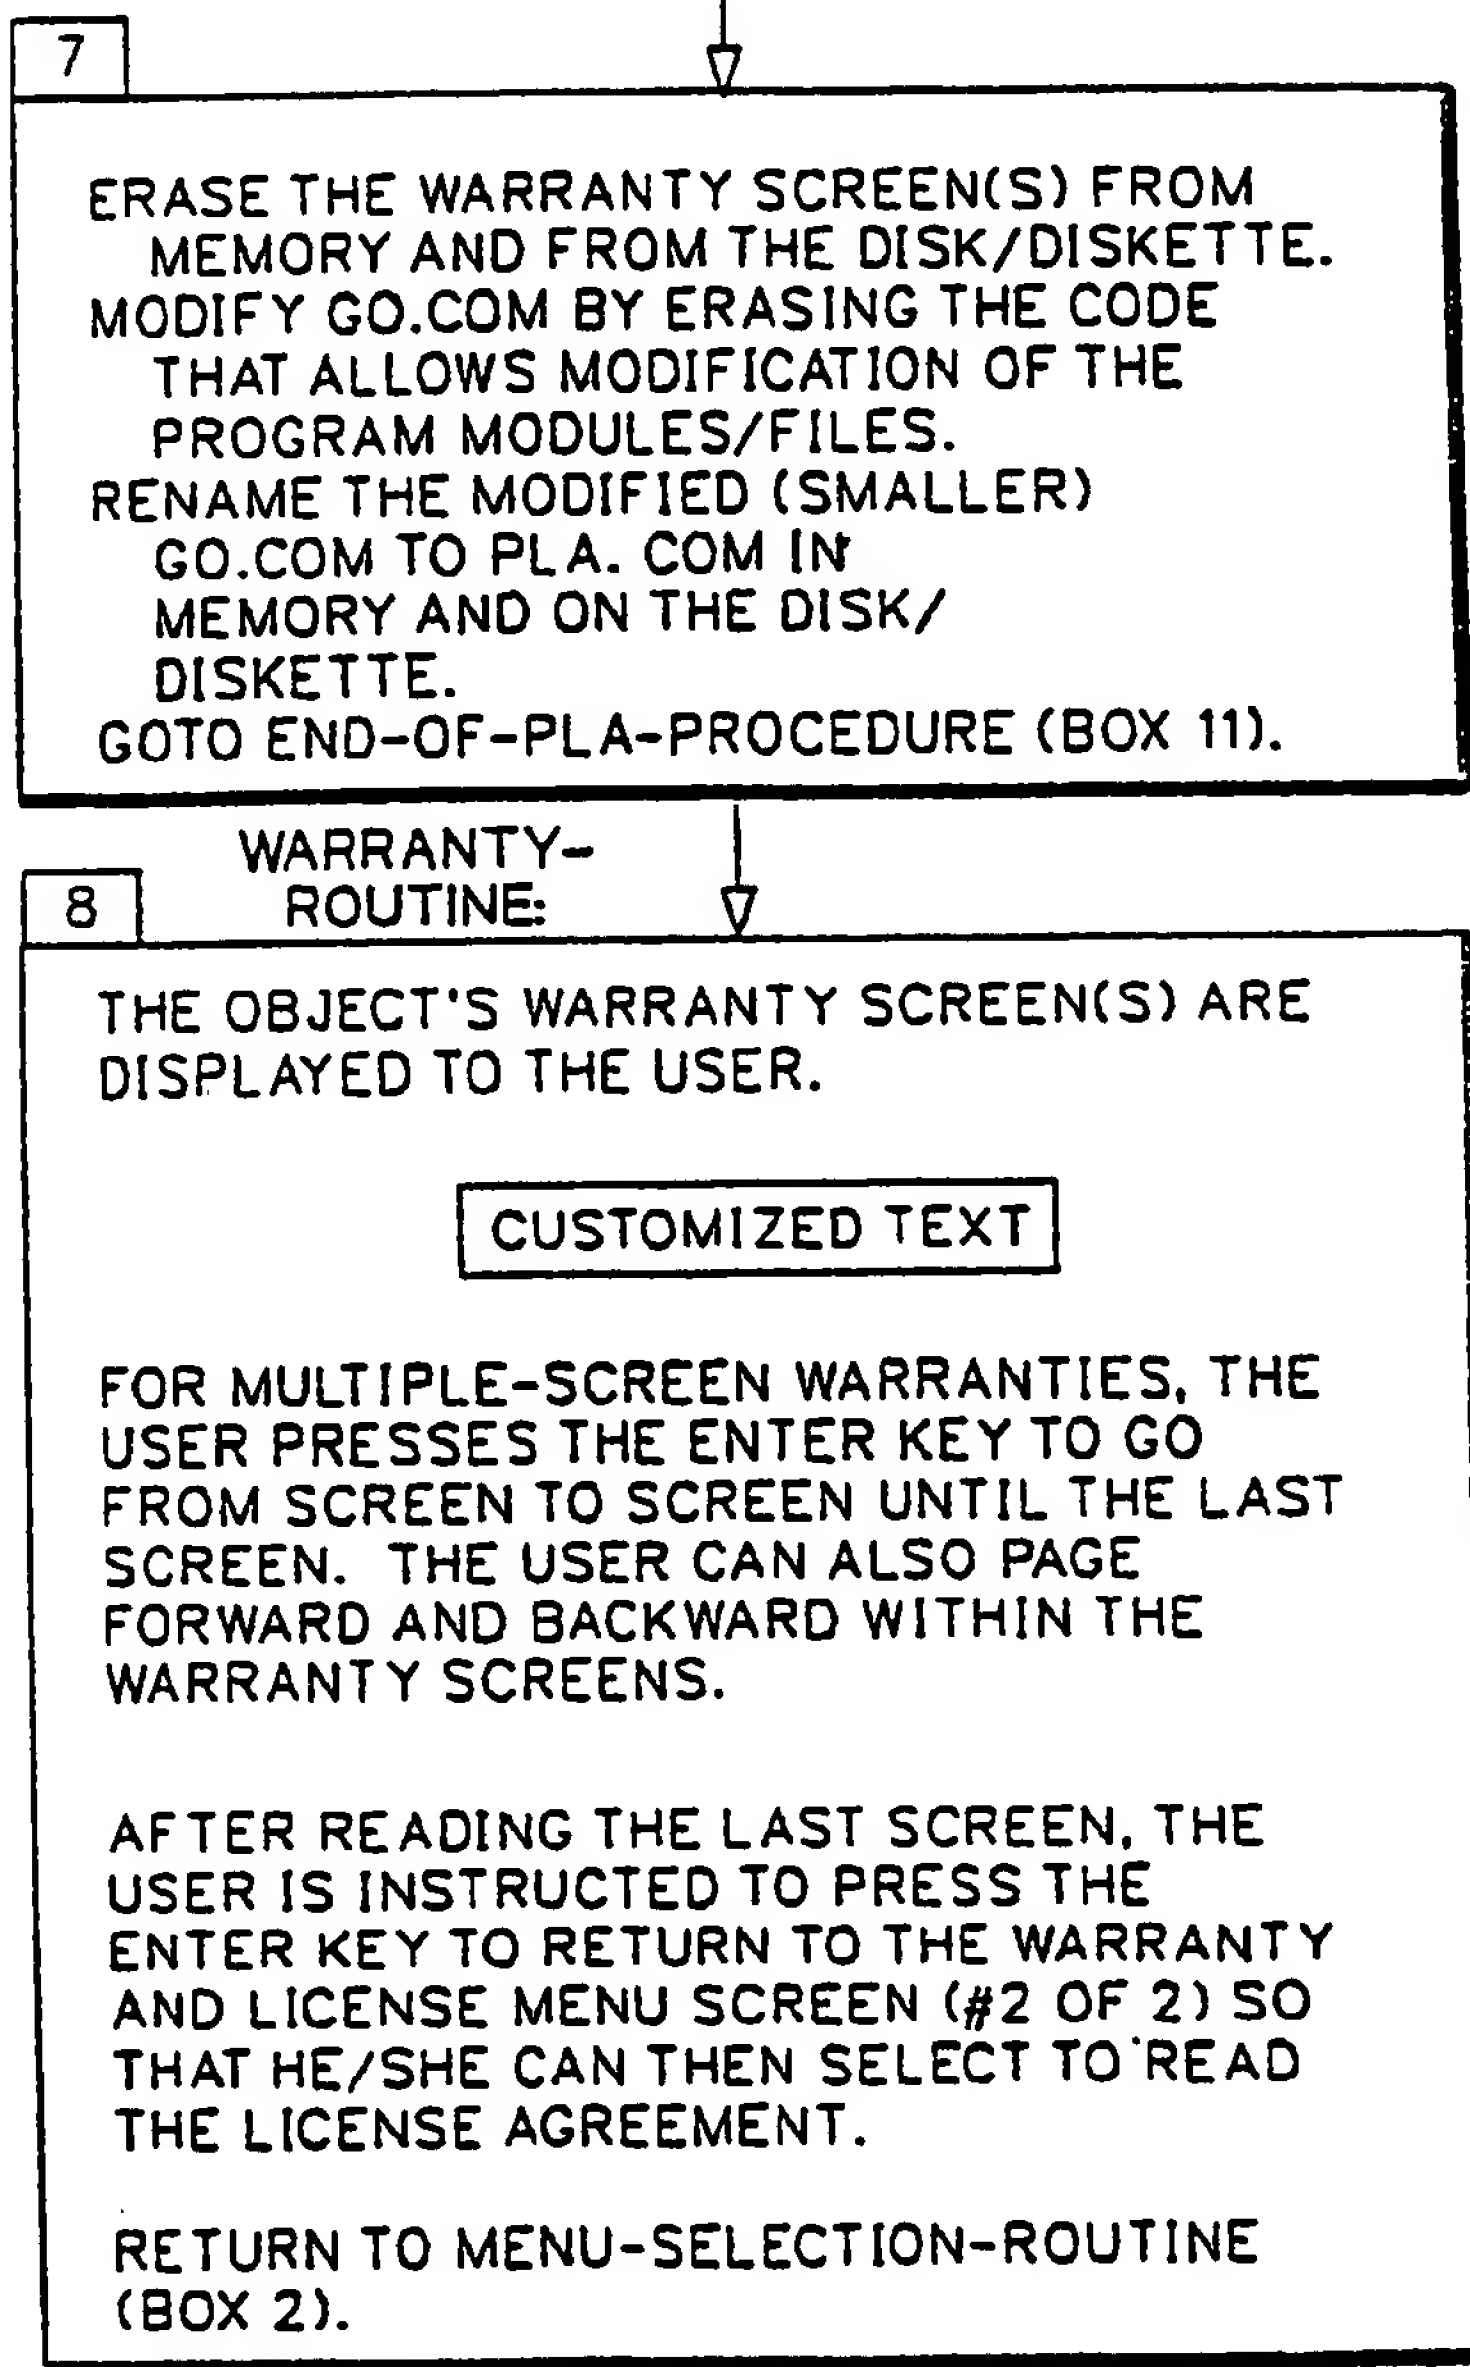 7
ERASE THE WARRANTY SCREEN(S) FROM
MEMORY AND FROM THE DISK/DISKETTE.
MODIFY GO.COM BY ERASING THE CODE
THAT ALLOWS MODIFICATION OF THE
PROGRAM MODULES/FILES.
RENAME THE MODIFIED (SMALLER)
GO.COM TO PLA. COM IN
MEMORY AND ON THE DISK/
DISKETTE.
GOTO END-OF-PLA-PROCEDURE (BOX 11).
WARRANTY-
ROUTINE:
8
THE OBJECT'S WARRANTY SCREEN(S) ARE
DISPLAYED TO THE USER.
CUSTOMIZED TEXT
FOR MULTIPLE-SCREEN WARRANTIES, THE
USER PRESSES THE ENTER KEY TO GO
FROM SCREEN TO SCREEN UNTIL THE LAST
SCREEN. THE USER CAN ALSO PAGE
FORWARD AND BACKWARD WITHIN THE
WARRANTY SCREENS.
AFTER READING THE LAST SCREEN, THE
USER IS INSTRUCTED TO PRESS THE
ENTER KEY TO RETURN TO THE WARRANTY
AND LICENSE MENU SCREEN (#2 OF 2) SO
THAT HE/SHE CAN THEN SELECT TO READ
THE LICENSE AGREEMENT.
RETURN TO MENU-SELECTION-ROUTINE
(BOX 2).